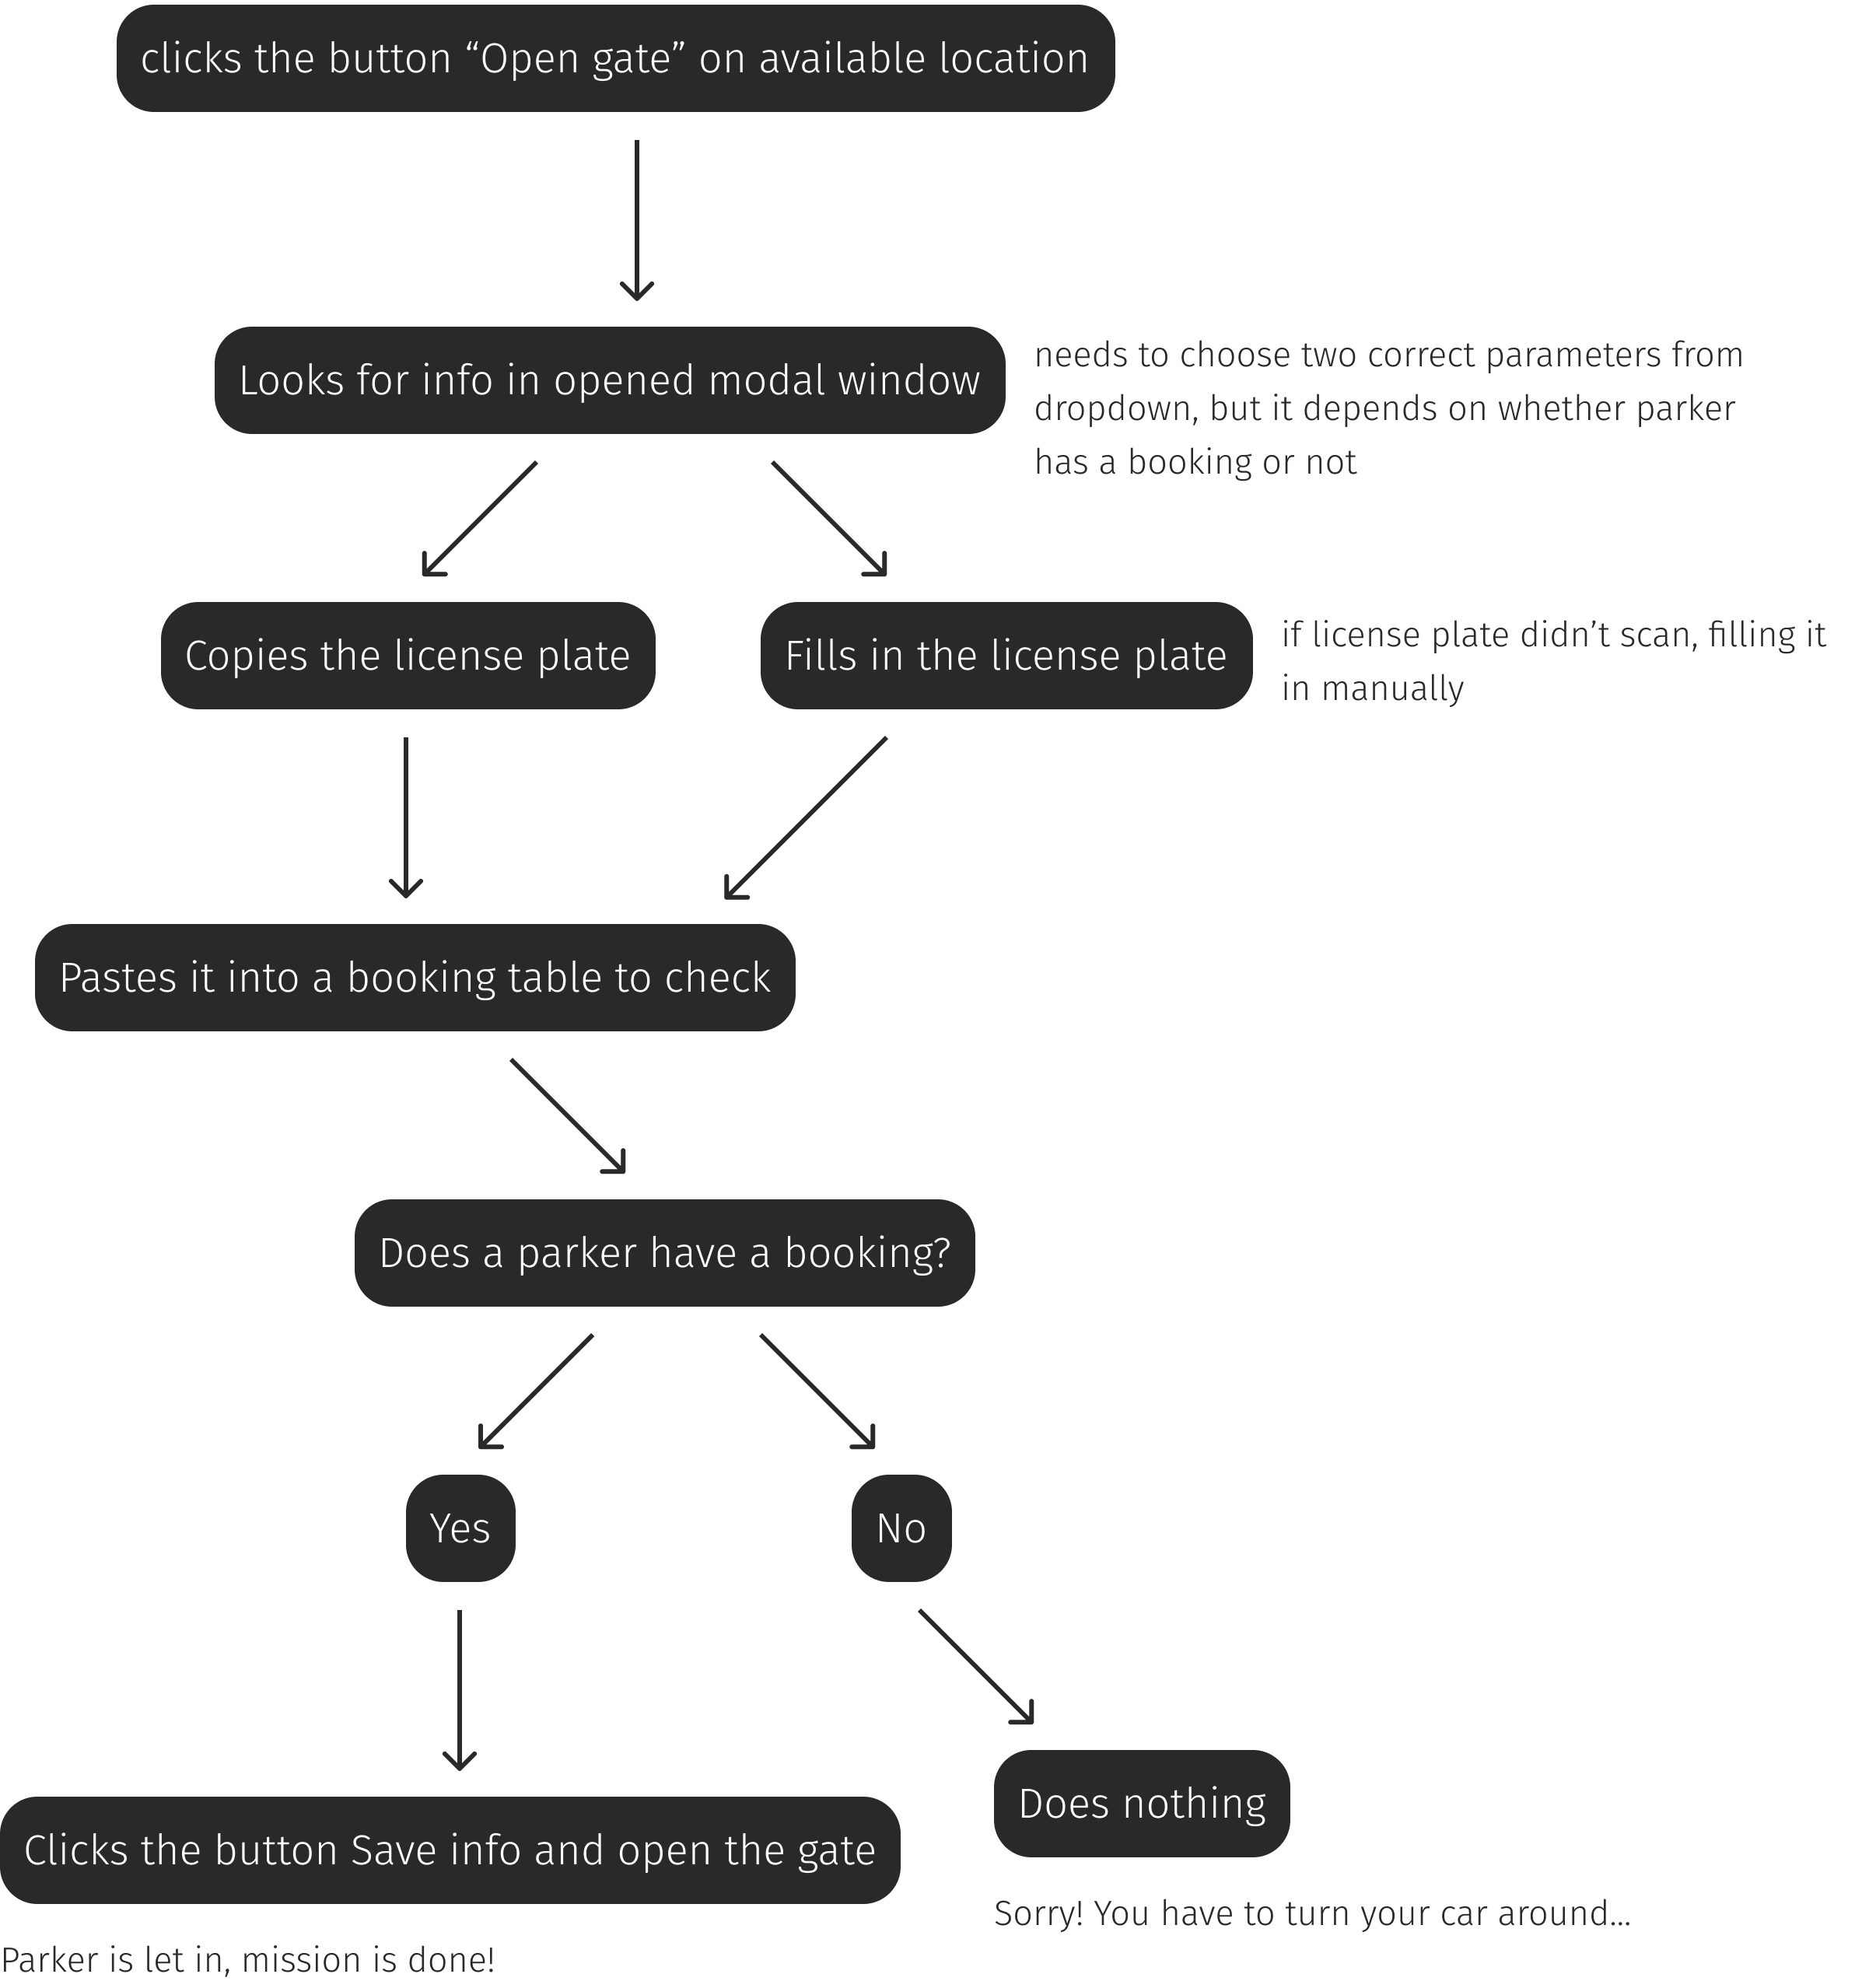 clicks the button “Open gate” on available location
Looks for info in opened modal window
needs to choose two correct parameters from
dropdown, but it depends on whether parker
has a booking or not
Copies the license plate
Fills in the license plate
if license plate didn’t scan, filling it
in manually
Pastes it into a booking table to check
Does a parker have a booking?
Yes
No
Does nothing
Clicks the button Save info and open the gate
Sorry! You have to turn your car around...
Parker is let in, mission is done!